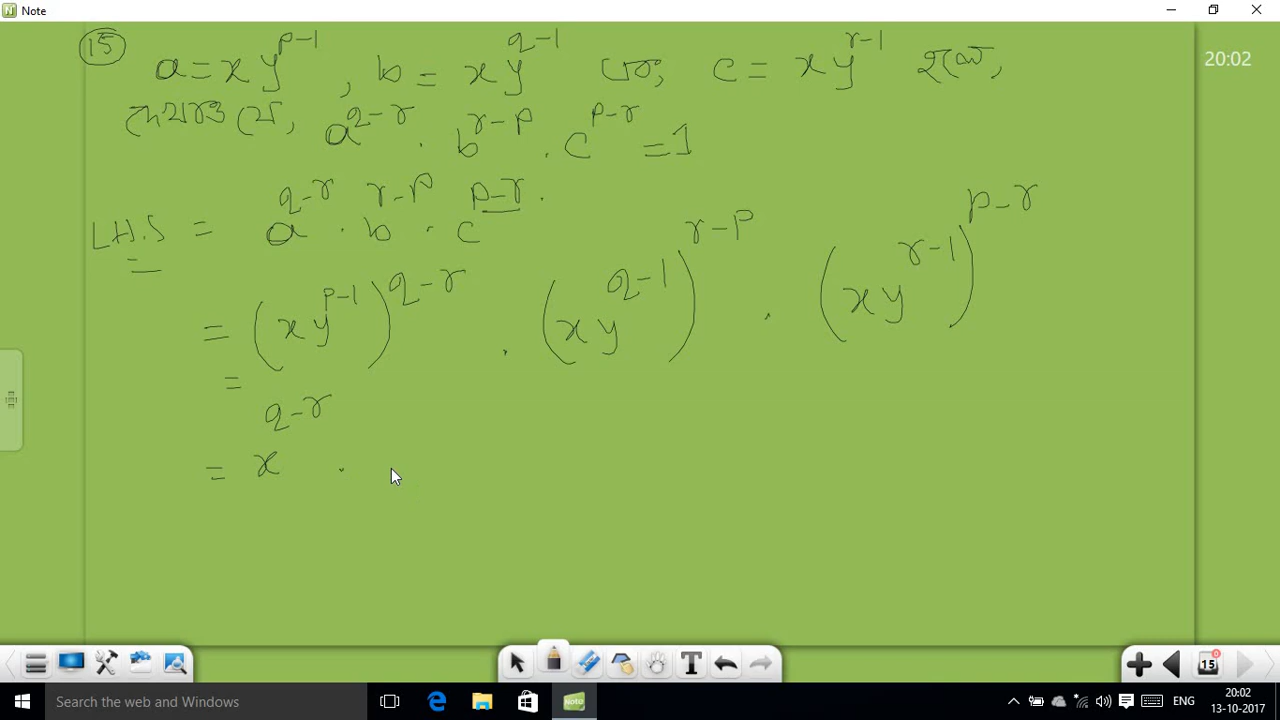 Note
20:02
15 a = xy^{p-1}, b = xy^{q-1} এবং c = xy^{r-1} হলে,
দেখাও যে, a^{q-r} . b^{r-p} . c^{p-r} = 1
L.H.S = a^{q-r} . b^{r-p} . c^{p-r}.
= (xy^{p-1})^{q-r} . (xy^{q-1})^{r-p} . (xy^{r-1})^{p-r}
=
= x^{q-r} .
T 15
Search the web and Windows
ENG
20:02
13-10-2017